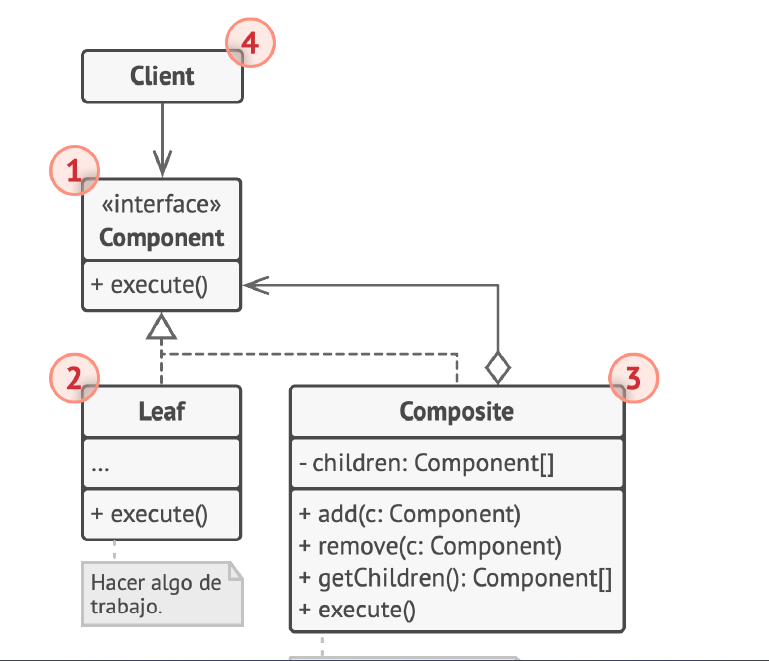 4
Client
1
«interface»
Component
+ execute()
2
Leaf
...
+ execute()
Hacer algo de
trabajo.
3
Composite
- children: Component[]
+ add(c: Component)
+ remove(c: Component)
+ getChildren(): Component[]
+ execute()